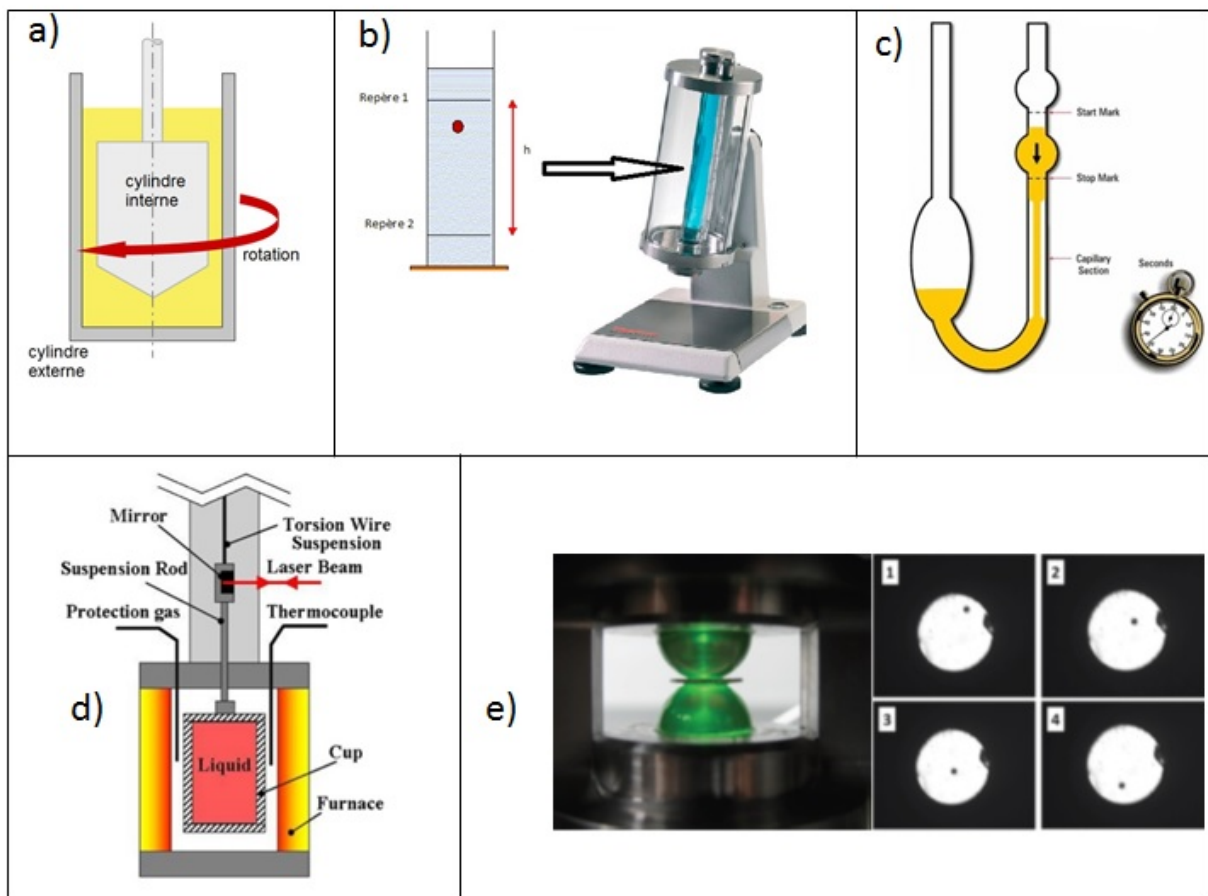 a)
cylindre
interne
rotation
cylindre
externe
b)
Repère 1
h
Repère 2
c)
Start Mark
Stop Mark
Capillary
Section
Seconds
d)
Mirror
Torsion Wire
Suspension
Suspension Rod
Laser Beam
Protection gas
Thermocouple
Liquid
Cup
Furnace
e)
1
2
3
4